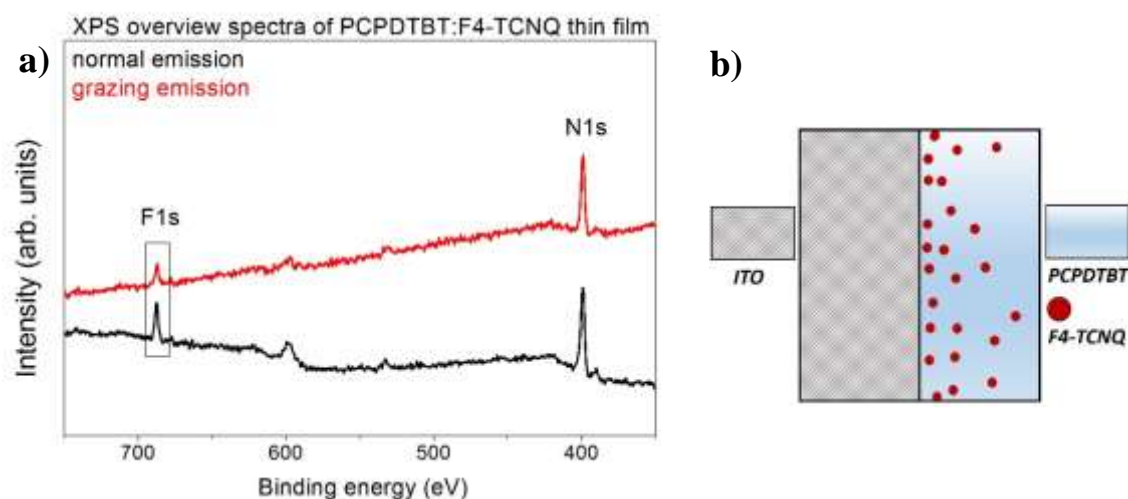 a)
XPS overview spectra of PCPDTBT:F4-TCNQ thin film
normal emission
grazing emission
N1s
F1s
Intensity (arb. units)
700
600
500
400
Binding energy (eV)
b)
ITO
PCPDTBT
F4-TCNQ